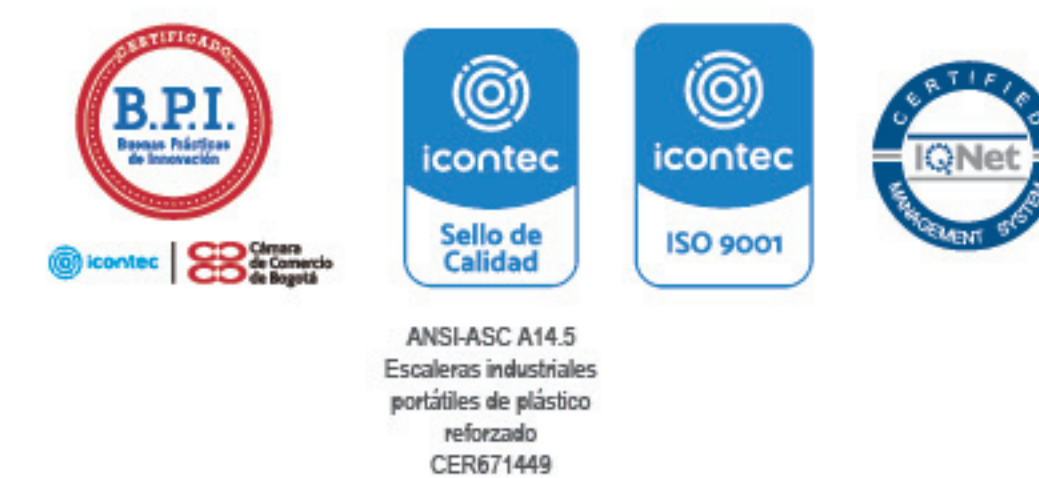 CERTIFICADO
B.P.I.
Buenas Prácticas
de Innovación
icontec
Cámara
de Comercio
de Bogotá
icontec
Sello de
Calidad
ANSI-ASC A14.5
Escaleras industriales
portátiles de plástico
reforzado
CER671449
icontec
ISO 9001
CERTIFIED
IQNet
MANAGEMENT SYSTEM